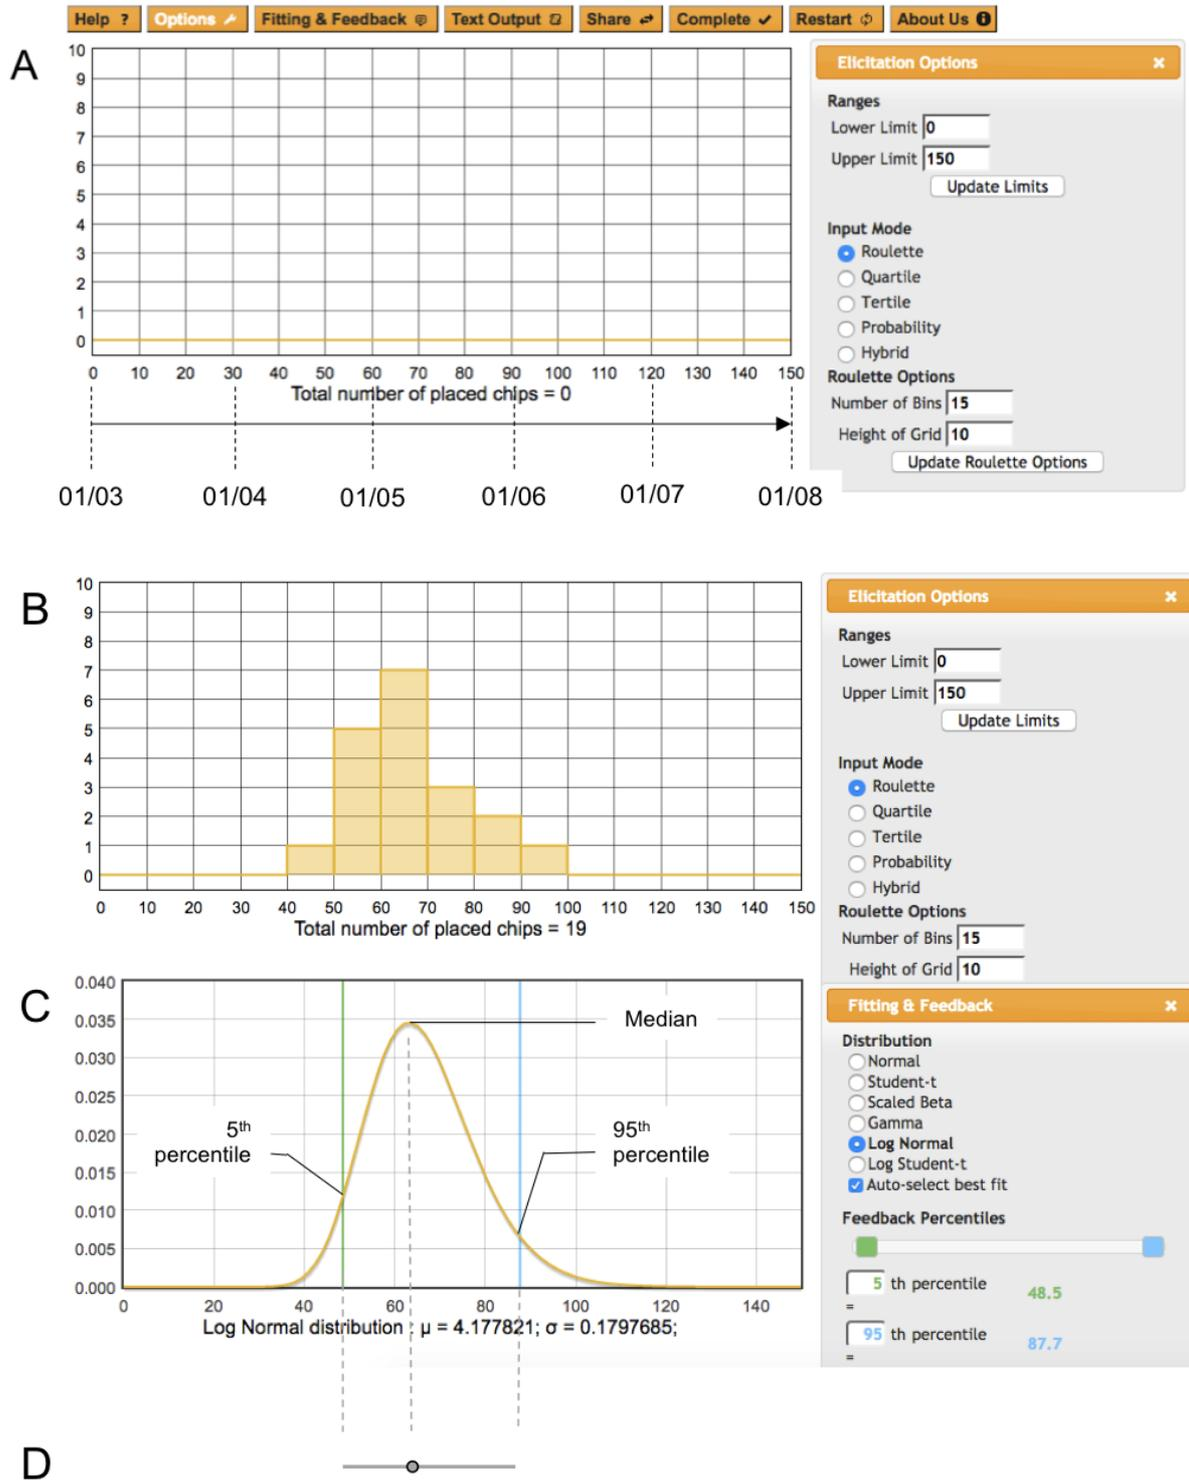 Help ? Options Fitting & Feedback Text Output Share Complete Restart About Us
A
10
9
8
7
6
5
4
3
2
1
0
0 10 20 30 40 50 60 70 80 90 100 110 120 130 140 150
Total number of placed chips = 0
01/03 01/04 01/05 01/06 01/07 01/08
Elicitation Options
Ranges
Lower Limit 0
Upper Limit 150
Update Limits
Input Mode
Roulette
Quartile
Tertile
Probability
Hybrid
Roulette Options
Number of Bins 15
Height of Grid 10
Update Roulette Options
B
10
9
8
7
6
5
4
3
2
1
0
0 10 20 30 40 50 60 70 80 90 100 110 120 130 140 150
Total number of placed chips = 19
Elicitation Options
Ranges
Lower Limit 0
Upper Limit 150
Update Limits
Input Mode
Roulette
Quartile
Tertile
Probability
Hybrid
Roulette Options
Number of Bins 15
Height of Grid 10
C
0.040
0.035
0.030
0.025
0.020
0.015
0.010
0.005
0.000
Median
5th
percentile
95th
percentile
0 20 40 60 80 100 120 140
Log Normal distribution : μ = 4.177821; σ = 0.1797685;
Fitting & Feedback
Distribution
Normal
Student-t
Scaled Beta
Gamma
Log Normal
Log Student-t
Auto-select best fit
Feedback Percentiles
5 th percentile 48.5
=
95 th percentile 87.7
=
D